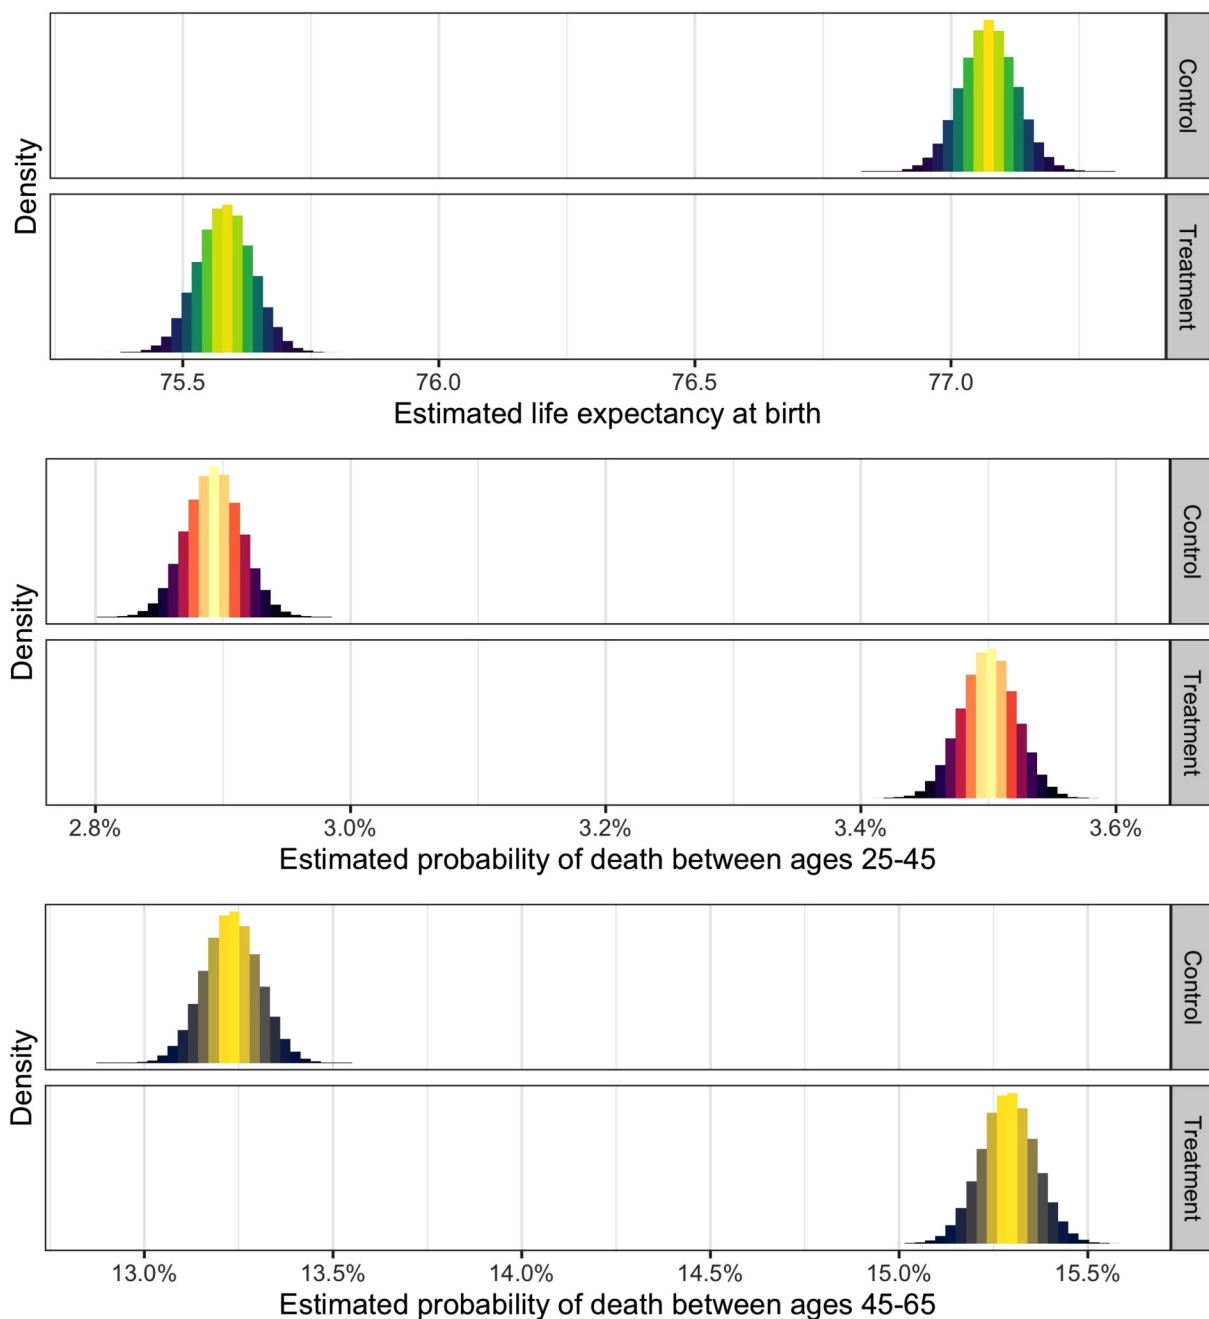 Density
Control
Treatment
75.5 76.0 76.5 77.0
Estimated life expectancy at birth
Density
Control
Treatment
2.8% 3.0% 3.2% 3.4% 3.6%
Estimated probability of death between ages 25-45
Density
Control
Treatment
13.0% 13.5% 14.0% 14.5% 15.0% 15.5%
Estimated probability of death between ages 45-65